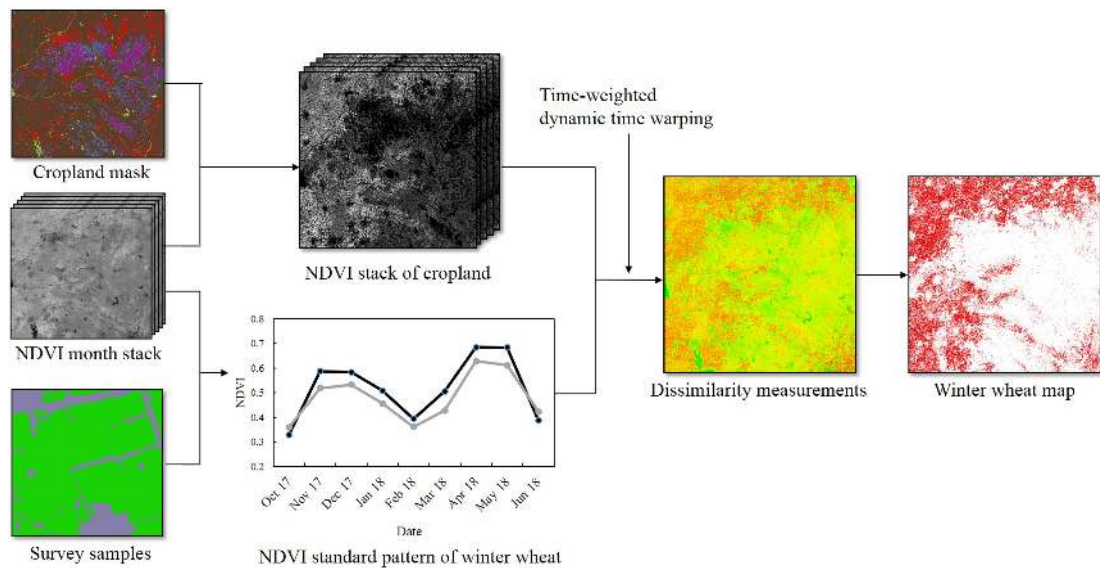 Cropland mask
NDVI month stack
Survey samples
NDVI stack of cropland
Time-weighted
dynamic time warping
NDVI
0.8
0.7
0.6
0.5
0.4
0.3
0.2
Oct 17
Nov 17
Dec 17
Jan 18
Feb 18
Mar 18
Apr 18
May 18
Jun 18
Date
NDVI standard pattern of winter wheat
Dissimilarity measurements
Winter wheat map